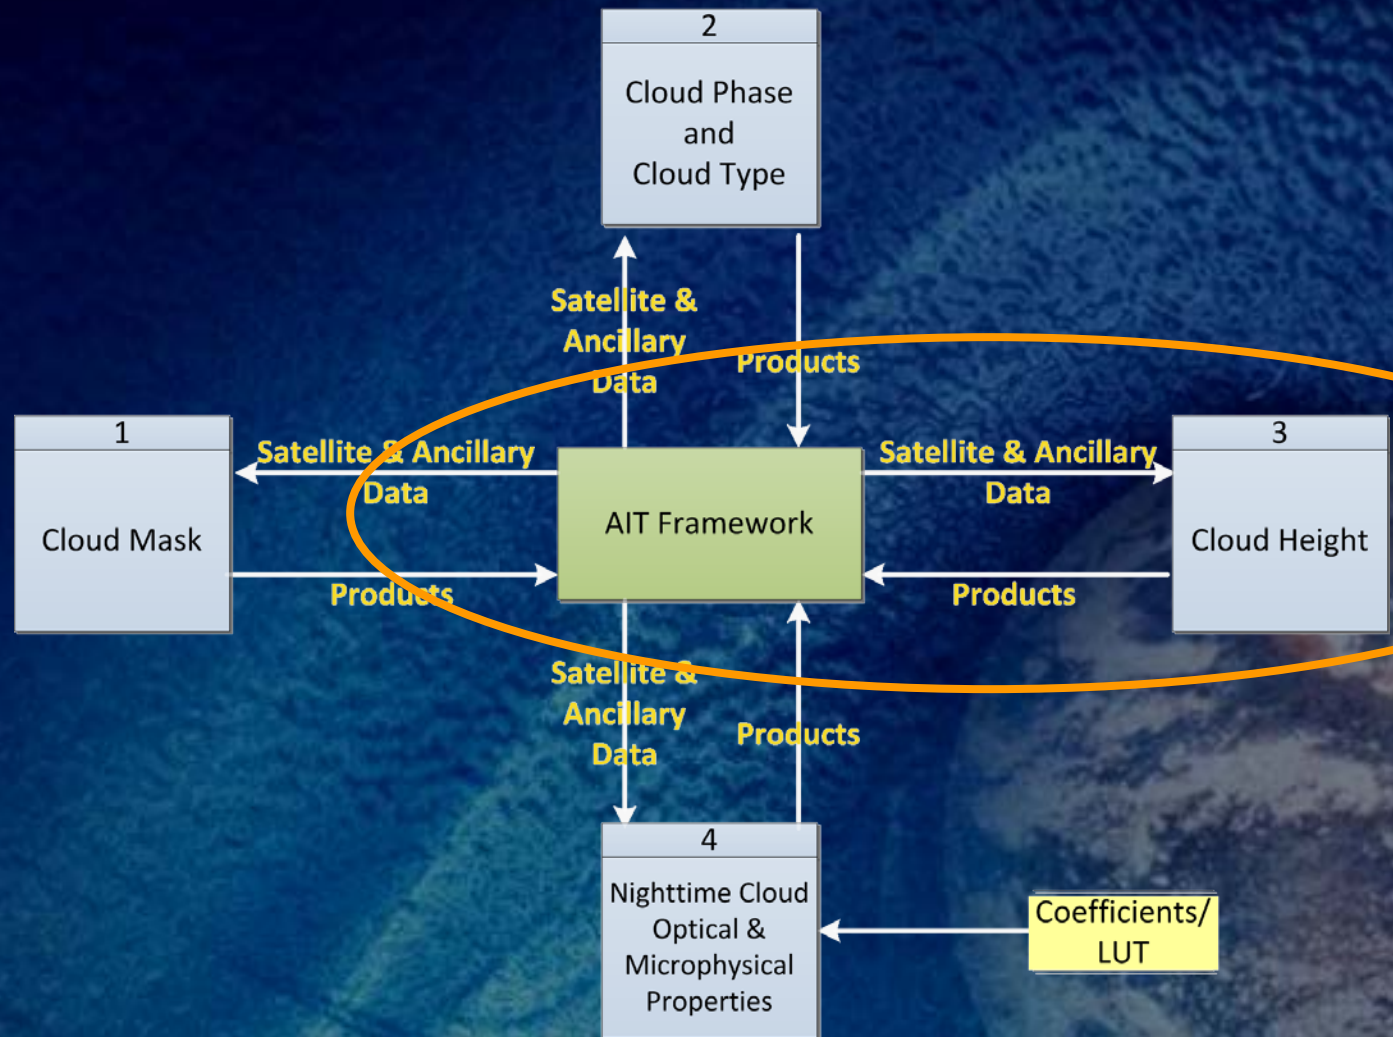 2
Cloud Phase
and
Cloud Type
Satellite &
Ancillary
Data
Products
1
Cloud Mask
Satellite & Ancillary
Data
Products
AIT Framework
Satellite & Ancillary
Data
Products
3
Cloud Height
Satellite &
Ancillary
Data
Products
4
Nighttime Cloud
Optical &
Microphysical
Properties
Coefficients/
LUT